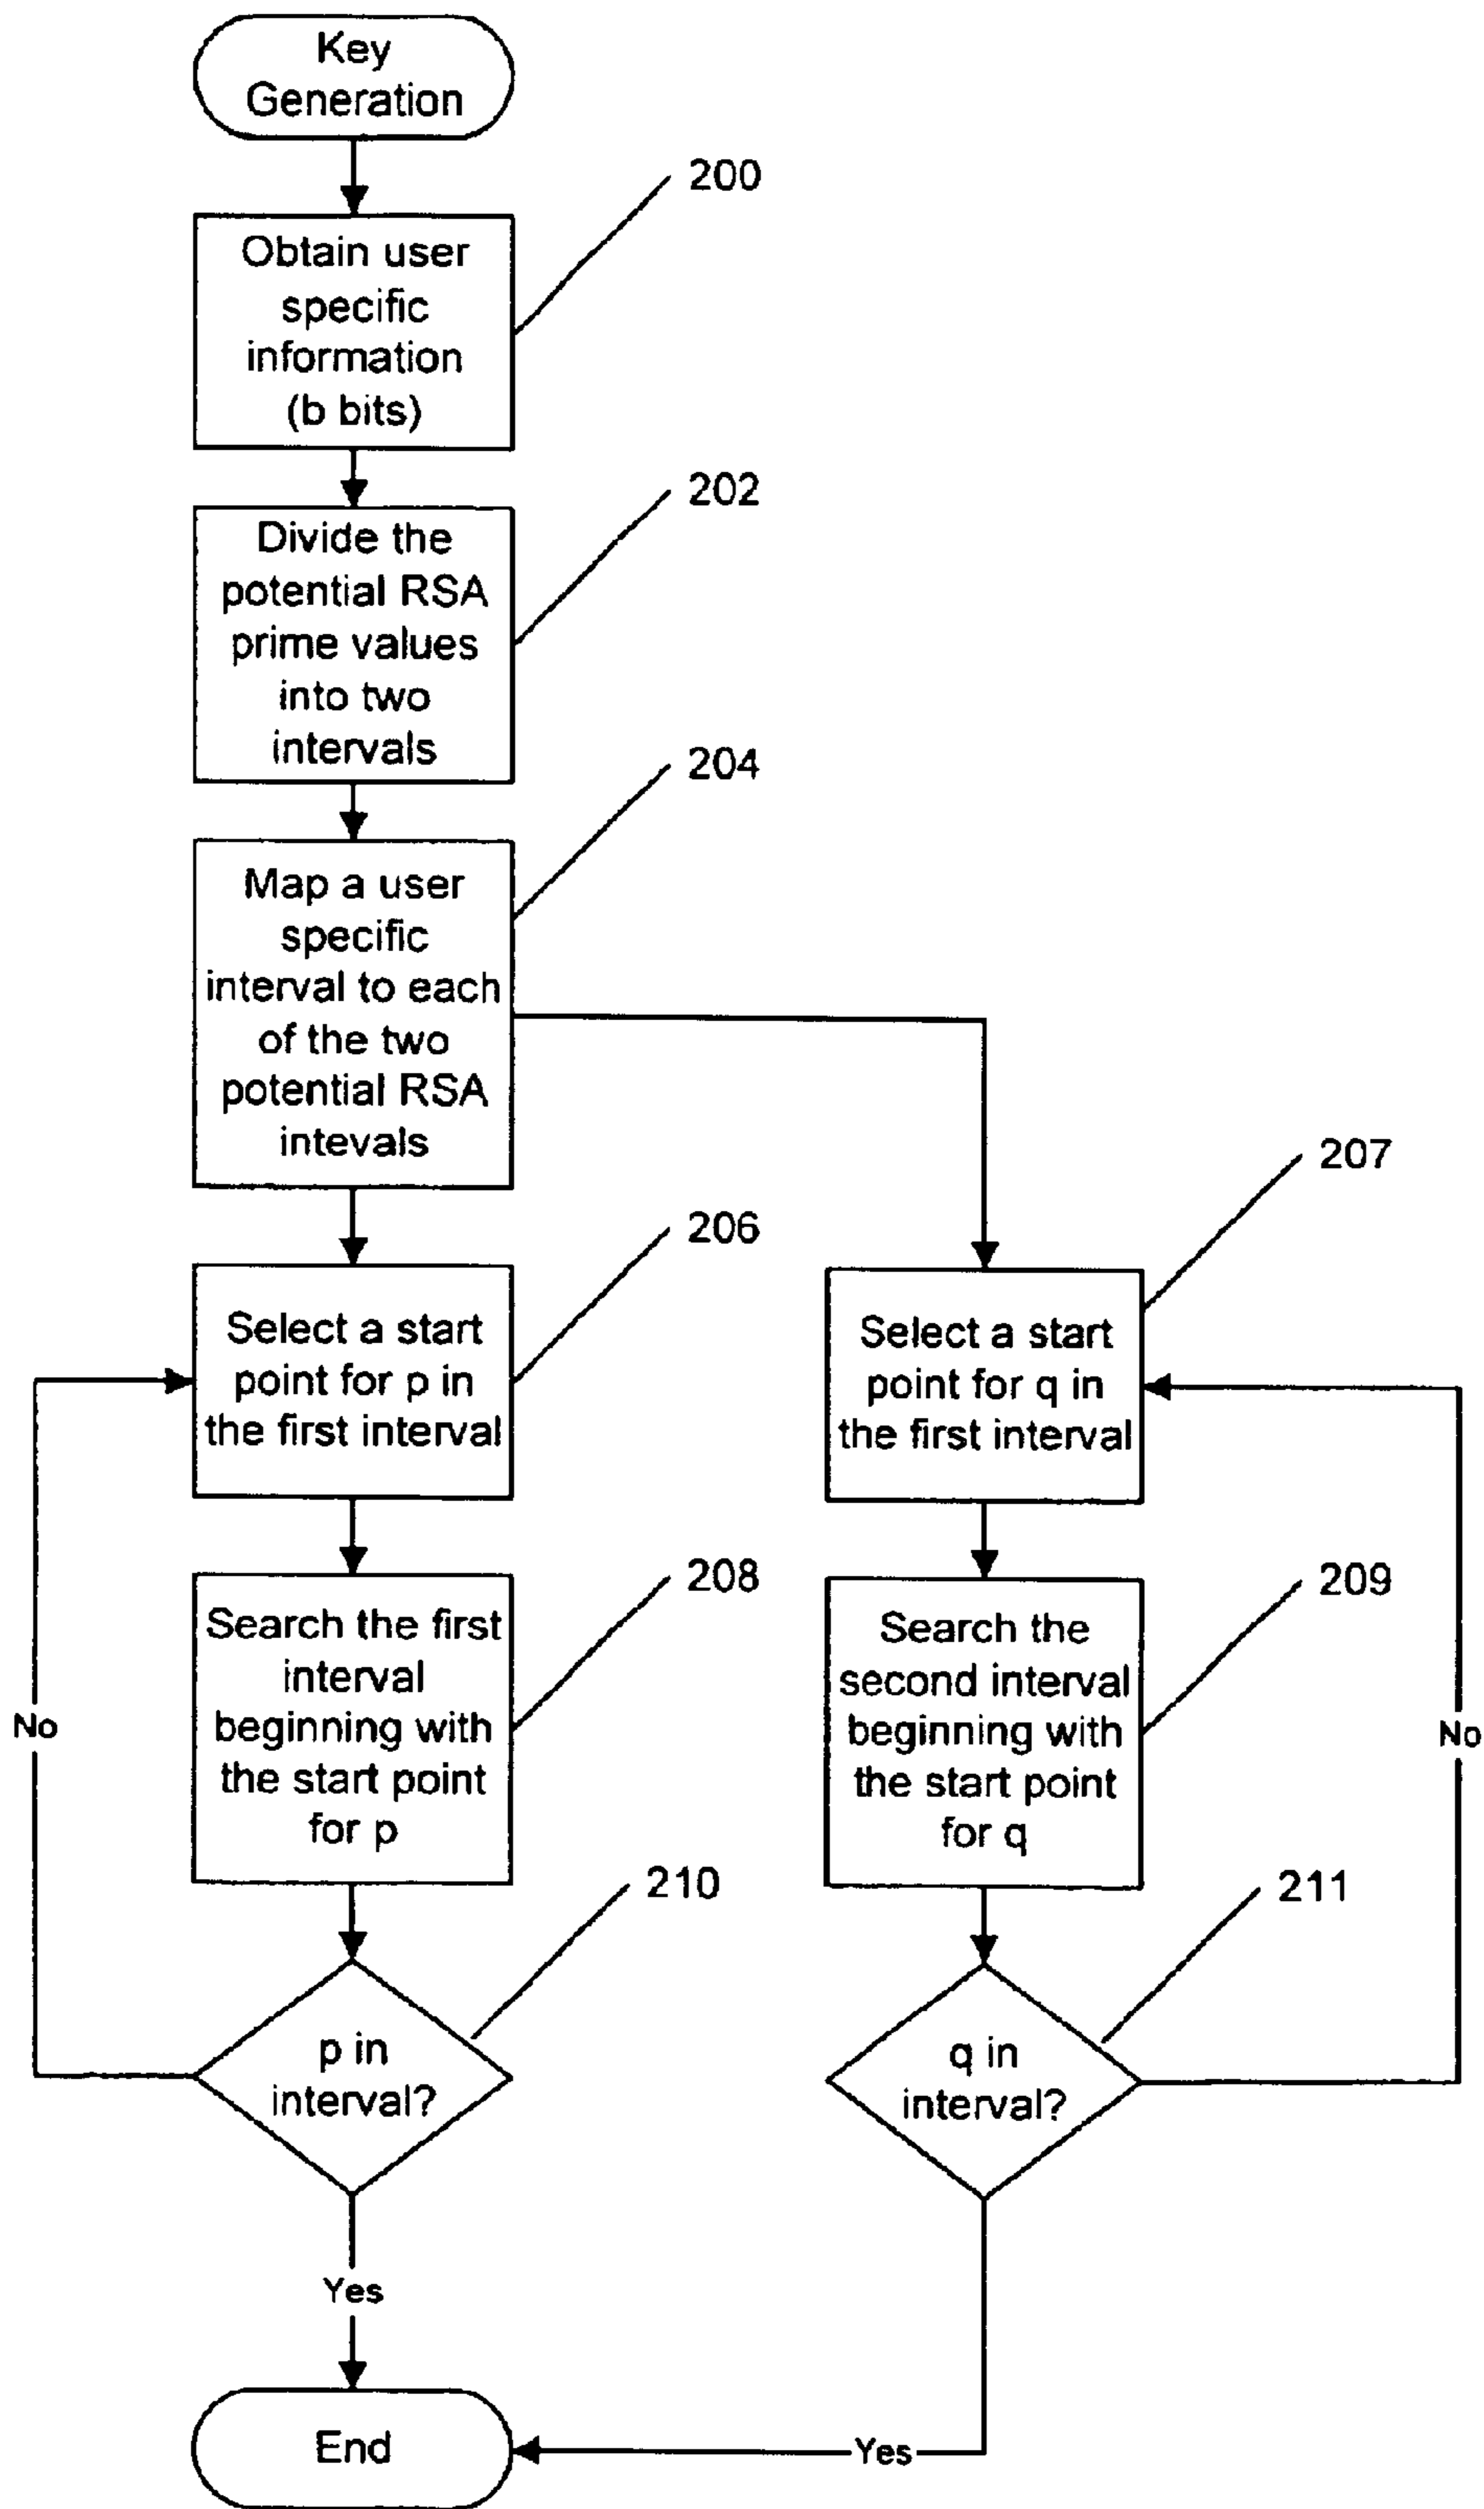 Key
Generation
200
Obtain user
specific
information
(b bits)
202
Divide the
potential RSA
prime values
into two
intervals
204
Map a user
specific
interval to each
of the two
potential RSA
intevals
206
Select a start
point for p in
the first interval
207
Select a start
point for q in
the first interval
208
Search the first
interval
beginning with
the start point
for p
209
Search the
second interval
beginning with
the start point
for q
No
No
210
p in
interval?
211
q in
interval?
Yes
Yes
End